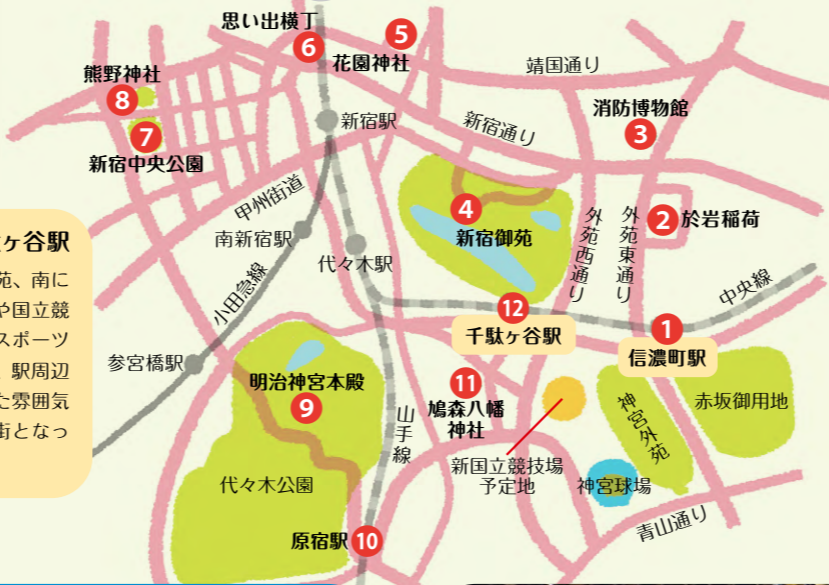 思い出横丁
6
5
花園神社
靖国通り
熊野神社
8
7
新宿中央公園
新宿駅
新宿通り
消防博物館
3
甲州街道
4
新宿御苑
外苑西通り
外苑東通り
2 於岩稲荷
南新宿駅
代々木駅
小田急線
中央線
12
千駄ヶ谷駅
1
信濃町駅
ヶ谷駅
苑、南に
や国立競
スポーツ
駅周辺
た雰囲気
街となっ
参宮橋駅
明治神宮本殿
9
山手線
11
鳩森八幡
神社
神宮外苑
赤坂御用地
新国立競技場
予定地
神宮球場
代々木公園
青山通り
原宿駅 10